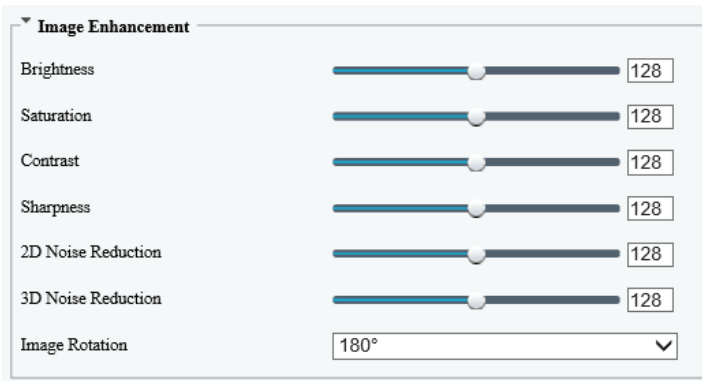 Image Enhancement
Brightness 128
Saturation 128
Contrast 128
Sharpness 128
2D Noise Reduction 128
3D Noise Reduction 128
Image Rotation 180°